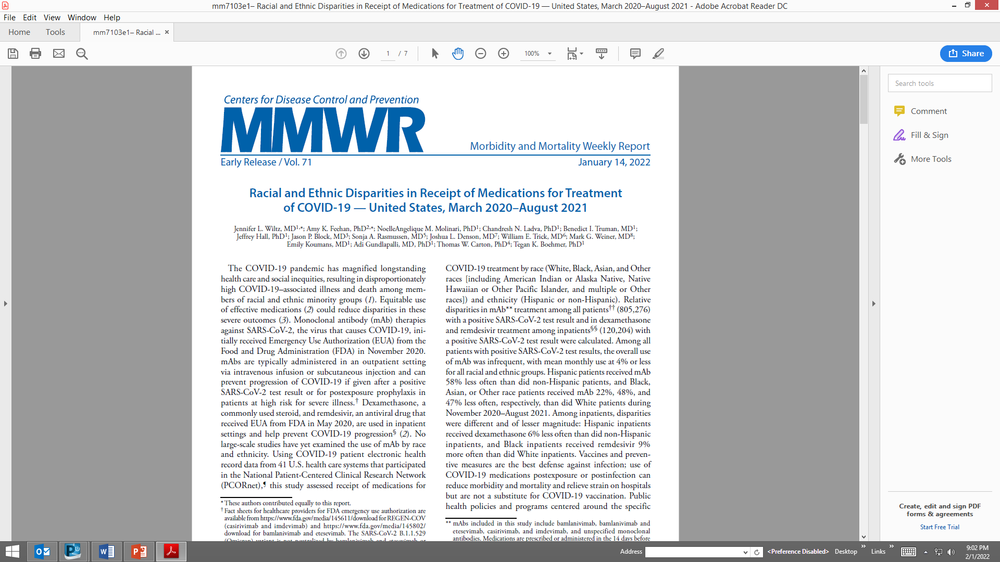 mm7103e1– Racial and Ethnic Disparities in Receipt of Medications for Treatment of COVID-19 — United States, March 2020–August 2021 - Adobe Acrobat Reader DC
File Edit View Window Help
Home Tools mm7103e1– Racial ... ×
1 / 7 100% Share
Search tools
Comment
Fill & Sign
More Tools
Centers for Disease Control and Prevention
MMWR
Morbidity and Mortality Weekly Report
Early Release / Vol. 71 January 14, 2022
Racial and Ethnic Disparities in Receipt of Medications for Treatment
of COVID-19 — United States, March 2020–August 2021
Jennifer L. Wiltz, MD1,*; Amy K. Feehan, PhD2,*; NoelleAngelique M. Molinari, PhD1; Chandresh N. Ladva, PhD1; Benedict I. Truman, MD1;
Jeffrey Hall, PhD1; Jason P. Block, MD3; Sonja A. Rasmussen, MD5; Joshua L. Denson, MD7; William E. Trick, MD6; Mark G. Weiner, MD8;
Emily Koumans, MD1; Adi Gundlapalli, MD, PhD1; Thomas W. Carton, PhD4; Tegan K. Boehmer, PhD1
The COVID-19 pandemic has magnified longstanding
health care and social inequities, resulting in disproportionately
high COVID-19–associated illness and death among mem-
bers of racial and ethnic minority groups (1). Equitable use
of effective medications (2) could reduce disparities in these
severe outcomes (3). Monoclonal antibody (mAb) therapies
against SARS-CoV-2, the virus that causes COVID-19, ini-
tially received Emergency Use Authorization (EUA) from the
Food and Drug Administration (FDA) in November 2020.
mAbs are typically administered in an outpatient setting
via intravenous infusion or subcutaneous injection and can
prevent progression of COVID-19 if given after a positive
SARS-CoV-2 test result or for postexposure prophylaxis in
patients at high risk for severe illness.† Dexamethasone, a
commonly used steroid, and remdesivir, an antiviral drug that
received EUA from FDA in May 2020, are used in inpatient
settings and help prevent COVID-19 progression§ (2). No
large-scale studies have yet examined the use of mAb by race
and ethnicity. Using COVID-19 patient electronic health
record data from 41 U.S. health care systems that participated
in the National Patient-Centered Clinical Research Network
(PCORnet),¶ this study assessed receipt of medications for
* These authors contributed equally to this report.
† Fact sheets for healthcare providers for FDA emergency use authorization are
available from https://www.fda.gov/media/145611/download for REGEN-COV
(casirivimab and imdevimab) and https://www.fda.gov/media/145802/
download for bamlanivimab and etesevimab. The SARS-CoV-2 B.1.1.529
(Omicron) variant is not neutralized by bamlanivimab and etesevimab or
COVID-19 treatment by race (White, Black, Asian, and Other
races [including American Indian or Alaska Native, Native
Hawaiian or Other Pacific Islander, and multiple or Other
races]) and ethnicity (Hispanic or non-Hispanic). Relative
disparities in mAb** treatment among all patients†† (805,276)
with a positive SARS-CoV-2 test result and in dexamethasone
and remdesivir treatment among inpatients§§ (120,204) with
a positive SARS-CoV-2 test result were calculated. Among all
patients with positive SARS-CoV-2 test results, the overall use
of mAb was infrequent, with mean monthly use at 4% or less
for all racial and ethnic groups. Hispanic patients received mAb
58% less often than did non-Hispanic patients, and Black,
Asian, or Other race patients received mAb 22%, 48%, and
47% less often, respectively, than did White patients during
November 2020–August 2021. Among inpatients, disparities
were different and of lesser magnitude: Hispanic inpatients
received dexamethasone 6% less often than did non-Hispanic
inpatients, and Black inpatients received remdesivir 9%
more often than did White inpatients. Vaccines and preven-
tive measures are the best defense against infection; use of
COVID-19 medications postexposure or postinfection can
reduce morbidity and mortality and relieve strain on hospitals
but are not a substitute for COVID-19 vaccination. Public
health policies and programs centered around the specific
** mAbs included in this study include bamlanivimab, bamlanivimab and
etesevimab, casirivimab, and imdevimab, and unspecified monoclonal
antibodies. Medications are prescribed or administered in the 14 days before
Create, edit and sign PDF
forms & agreements
Start Free Trial
Address <Preference Disabled> Desktop » Links »
9:02 PM
2/1/2022